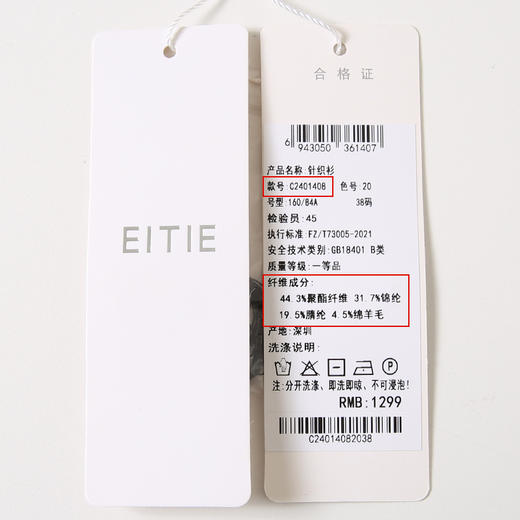 EITIE
合格证
6 943050 361407
产品名称:针织衫
款号:C2401408 色号:20
号型:160/84A 38码
检验员:45
执行标准:FZ/T73005-2021
安全技术类别:GB18401 B类
质量等级:一等品
纤维成分:
44.3%聚酯纤维 31.7%锦纶
19.5%腈纶 4.5%绵羊毛
产地:深圳
洗涤说明:
注:分开洗涤、即洗即晾、不可浸泡!
RMB:1299
C24014082038